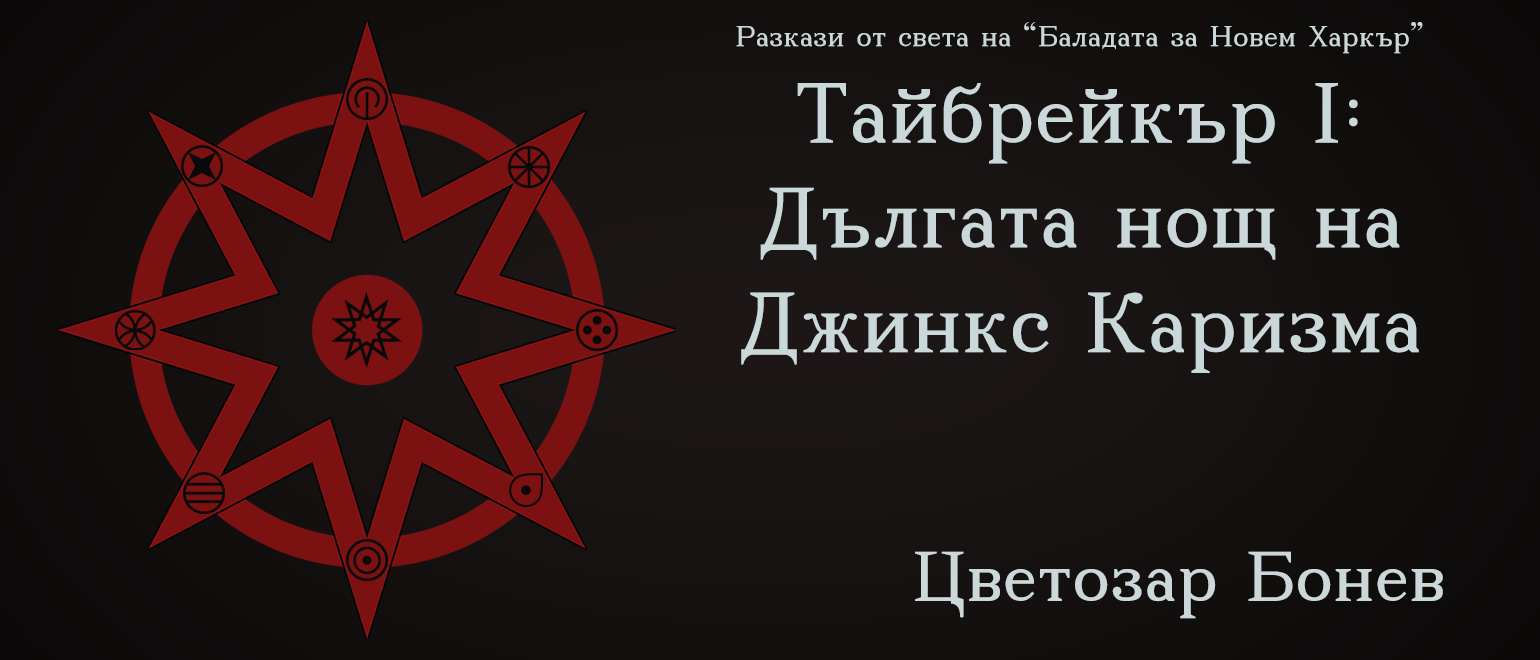 Разкази от света на “Баладата за Новем Харкър”
Тайбрейкър I:
Дългата нощ на
Джинкс Каризма
Цветозар Бонев